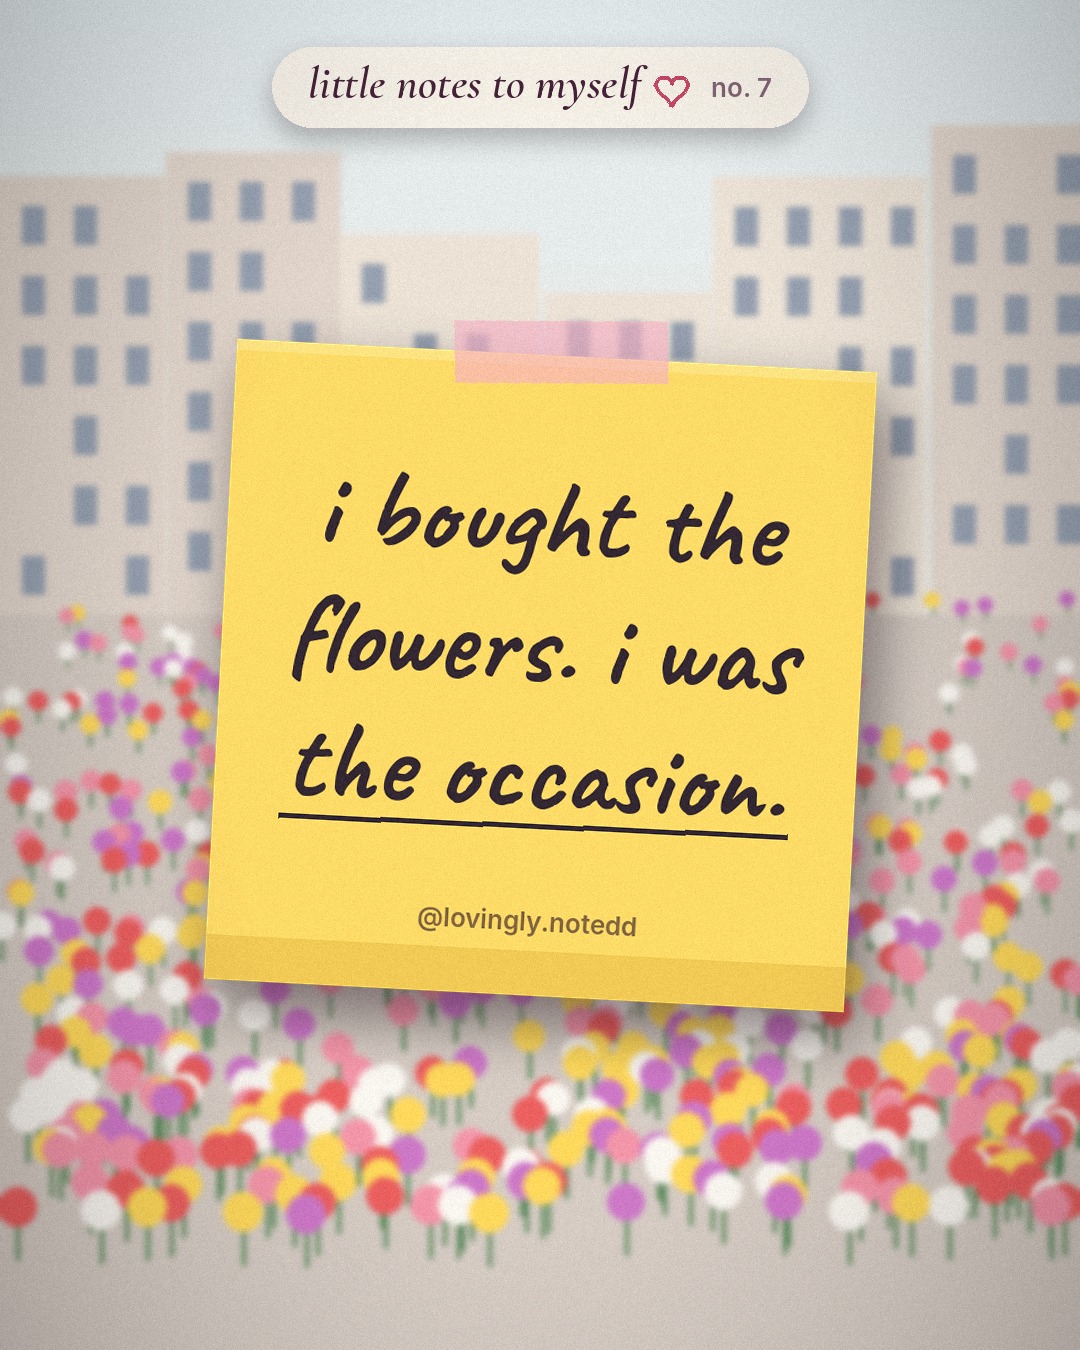 little notes to myself ♡ no. 7
i bought the
flowers. i was
the occasion.
@lovingly.notedd